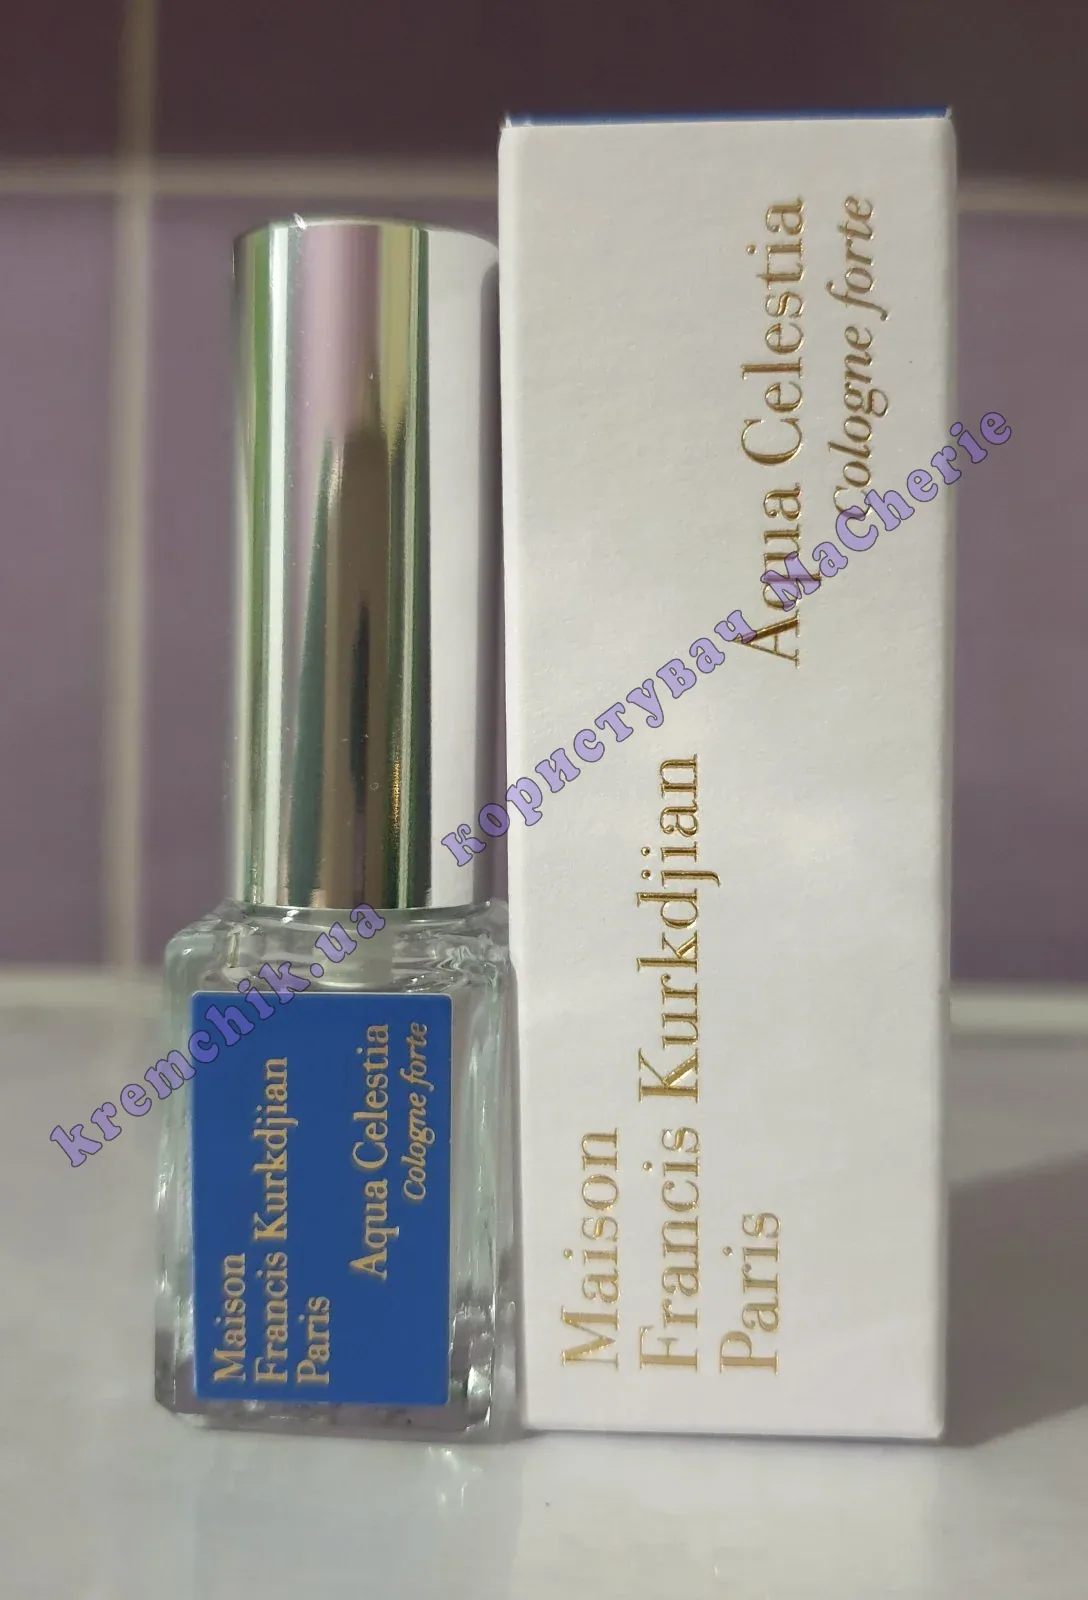 Maison
Francis Kurkdjian
Paris
Aqua Celestia
Cologne forte
Maison
Francis Kurkdjian
Paris
Aqua Celestia
Cologne forte
kremchik.ua користувач MaCherie